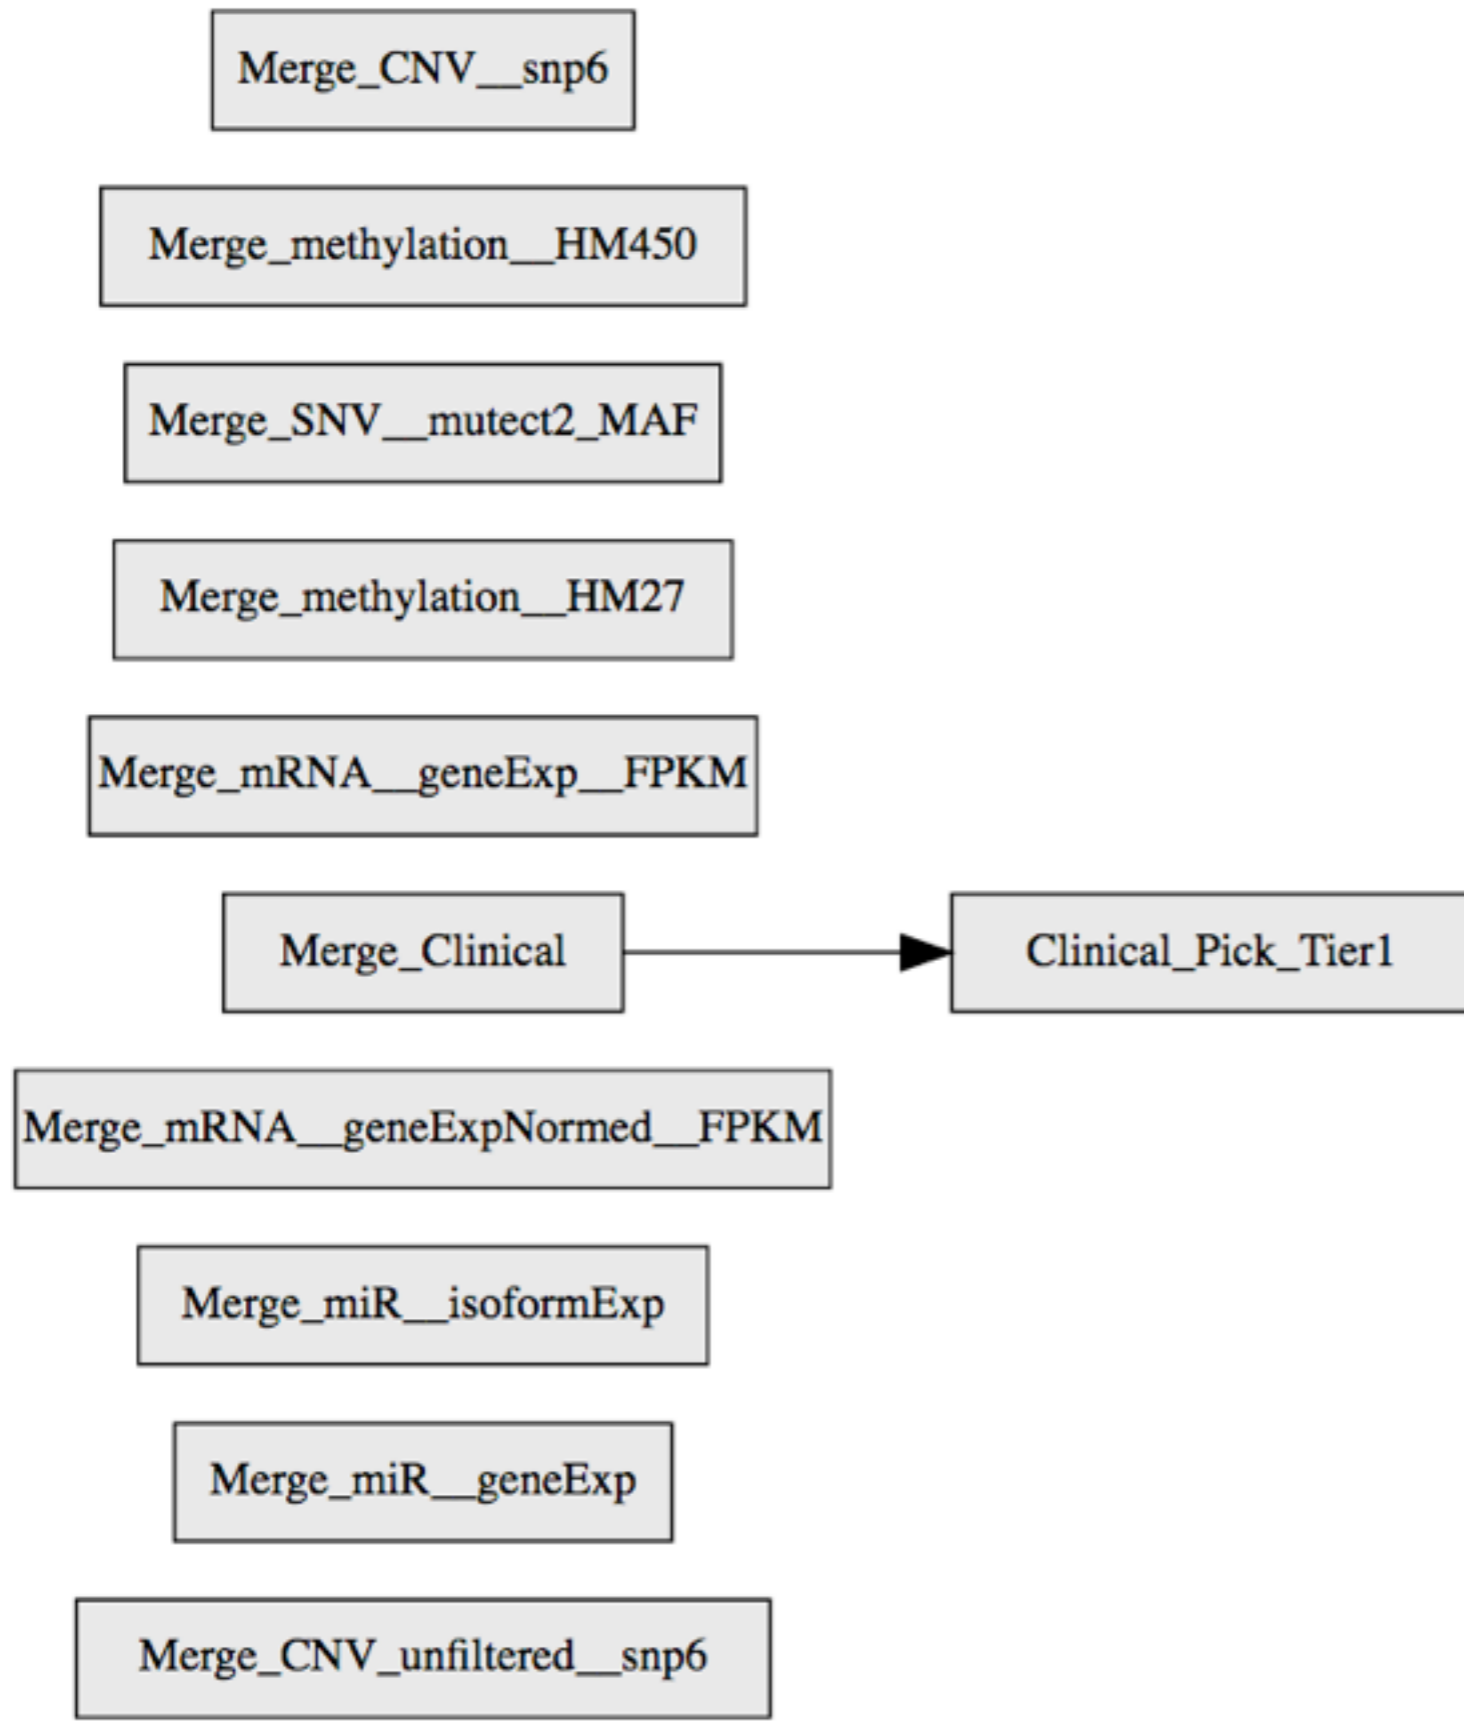 Merge_CNV__snp6
Merge_methylation__HM450
Merge_SNV__mutect2_MAF
Merge_methylation__HM27
Merge_mRNA__geneExp__FPKM
Merge_Clinical
Clinical_Pick_Tier1
Merge_mRNA__geneExpNormed__FPKM
Merge_miR__isoformExp
Merge_miR__geneExp
Merge_CNV_unfiltered__snp6